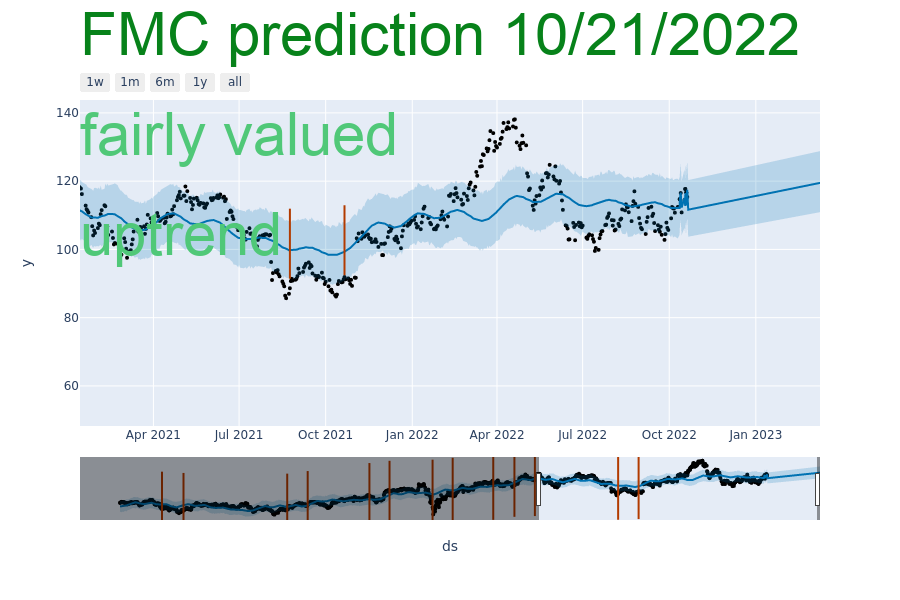 FMC prediction 10/21/2022
1w 1m 6m 1y all
fairly valued
uptrend
140
120
100
80
60
y
Apr 2021 Jul 2021 Oct 2021 Jan 2022 Apr 2022 Jul 2022 Oct 2022 Jan 2023
ds